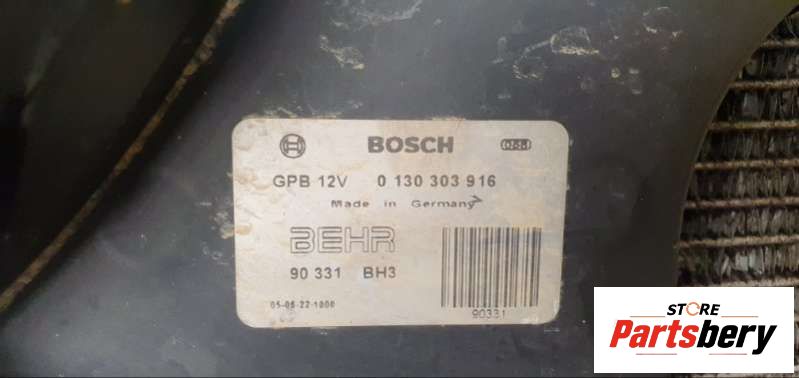 BOSCH
GPB 12V 0 130 303 916
Made in Germany
BEHR
90 331 BH3
05-06-22-1000
90331
STORE
Partsbery